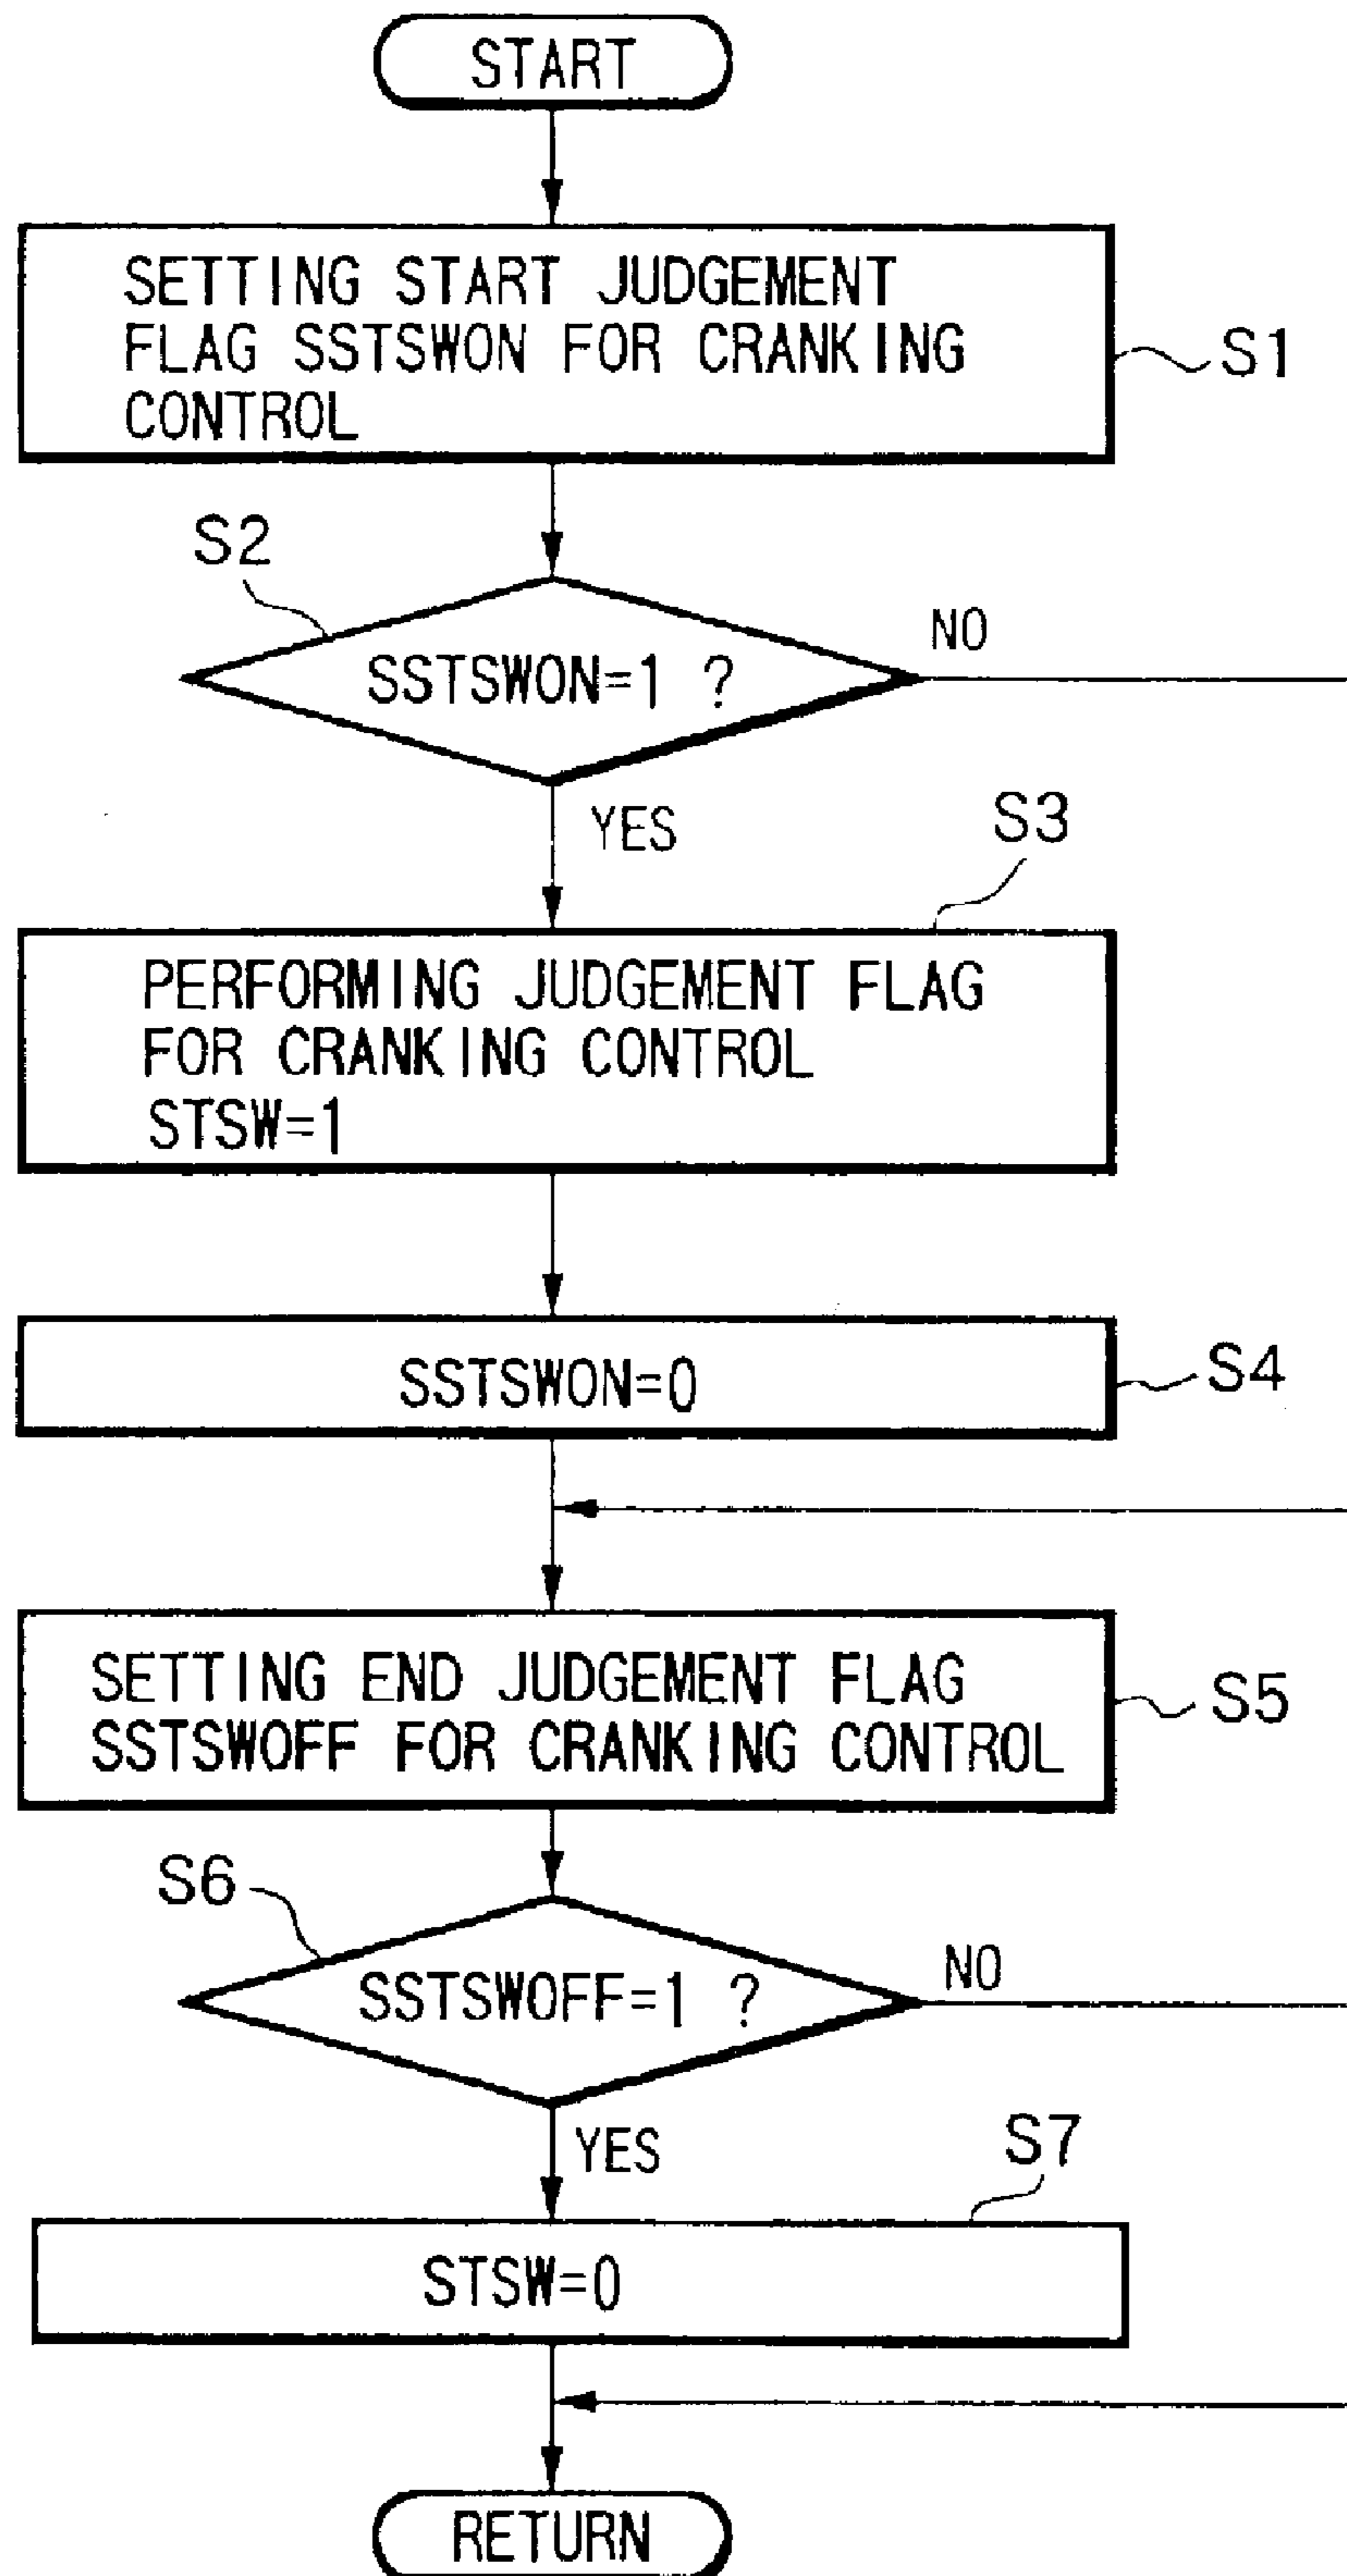 START
SETTING START JUDGEMENT
FLAG SSTSWON FOR CRANKING
CONTROL
S1
S2
SSTSWON=1 ?
NO
YES
S3
PERFORMING JUDGEMENT FLAG
FOR CRANKING CONTROL
STSW=1
SSTSWON=0
S4
SETTING END JUDGEMENT FLAG
SSTSWOFF FOR CRANKING CONTROL
S5
S6
SSTSWOFF=1 ?
NO
YES
S7
STSW=0
RETURN